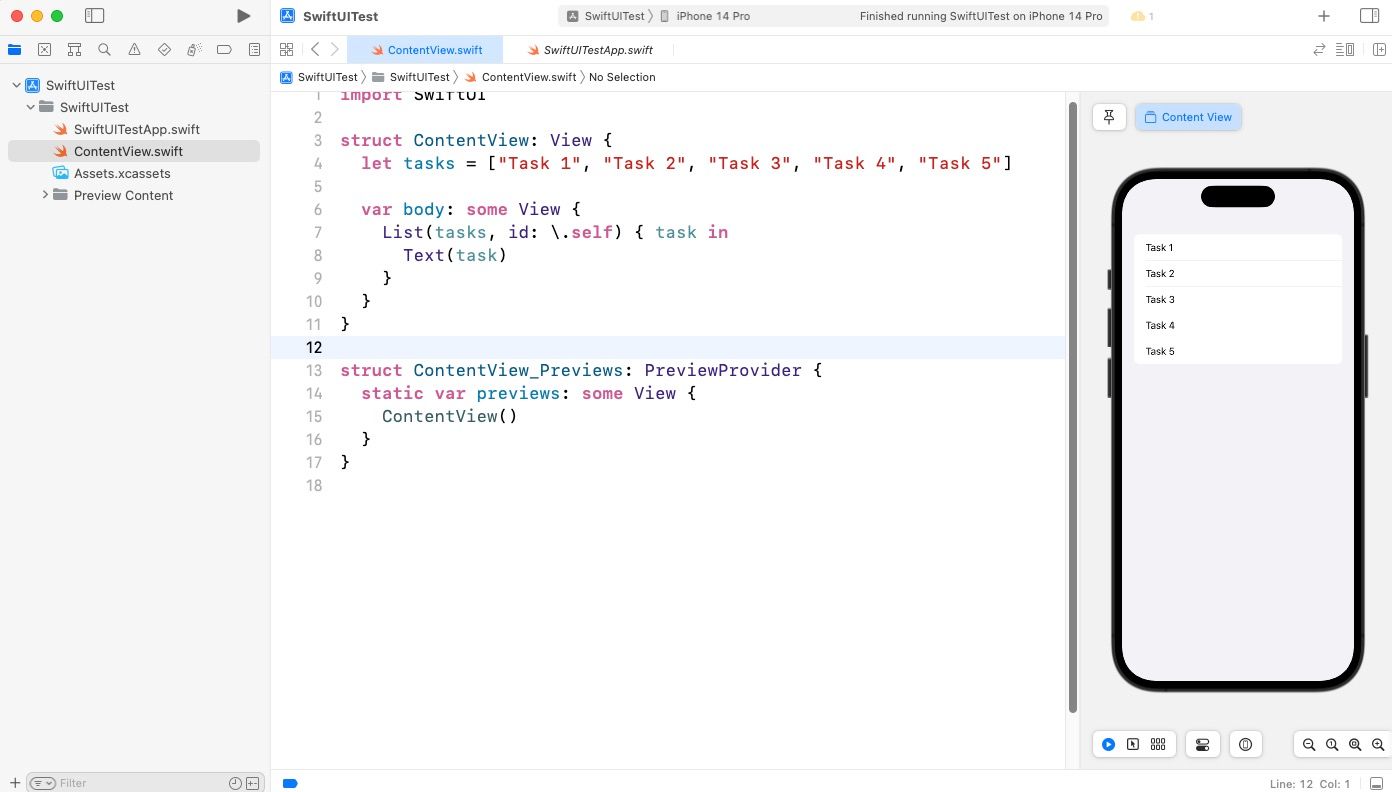 SwiftUITest
SwiftUITest iPhone 14 Pro Finished running SwiftUITest on iPhone 14 Pro 1
ContentView.swift SwiftUITestApp.swift
SwiftUITest SwiftUITest ContentView.swift No Selection
SwiftUITest
SwiftUITest
SwiftUITestApp.swift
ContentView.swift
Assets.xcassets
Preview Content
1 import SwiftUI
2
3 struct ContentView: View {
4 let tasks = ["Task 1", "Task 2", "Task 3", "Task 4", "Task 5"]
5
6 var body: some View {
7 List(tasks, id: \.self) { task in
8 Text(task)
9 }
10 }
11 }
12
13 struct ContentView_Previews: PreviewProvider {
14 static var previews: some View {
15 ContentView()
16 }
17 }
18
Content View
Task 1
Task 2
Task 3
Task 4
Task 5
Filter
Line: 12 Col: 1